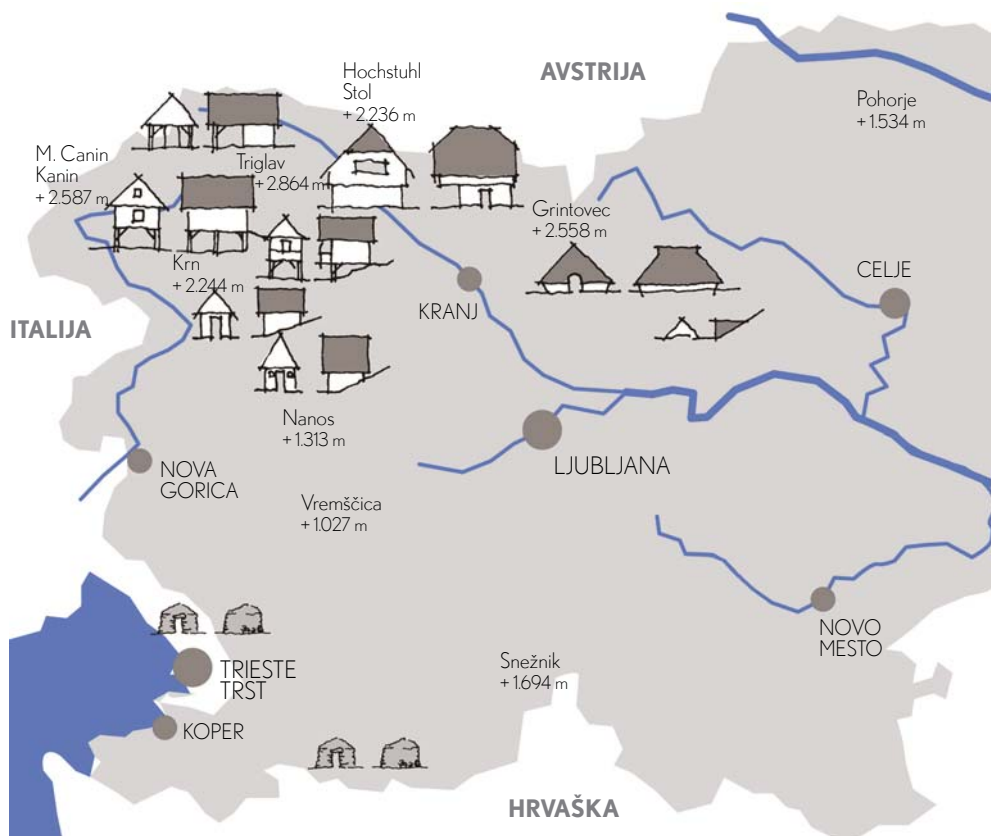 AVSTRIJA
Hochstuhl
Stol
+ 2.236 m
Pohorje
+ 1.534 m
M. Canin
Kanin
+ 2.587 m
Triglav
+ 2.864 m
Grintovec
+ 2.558 m
Krn
+ 2.244 m
CELJE
KRANJ
ITALIJA
Nanos
+ 1.313 m
LJUBLJANA
NOVA
GORICA
Vremščica
+ 1.027 m
NOVO
MESTO
Snežnik
+ 1.694 m
TRIESTE
TRST
KOPER
HRVAŠKA